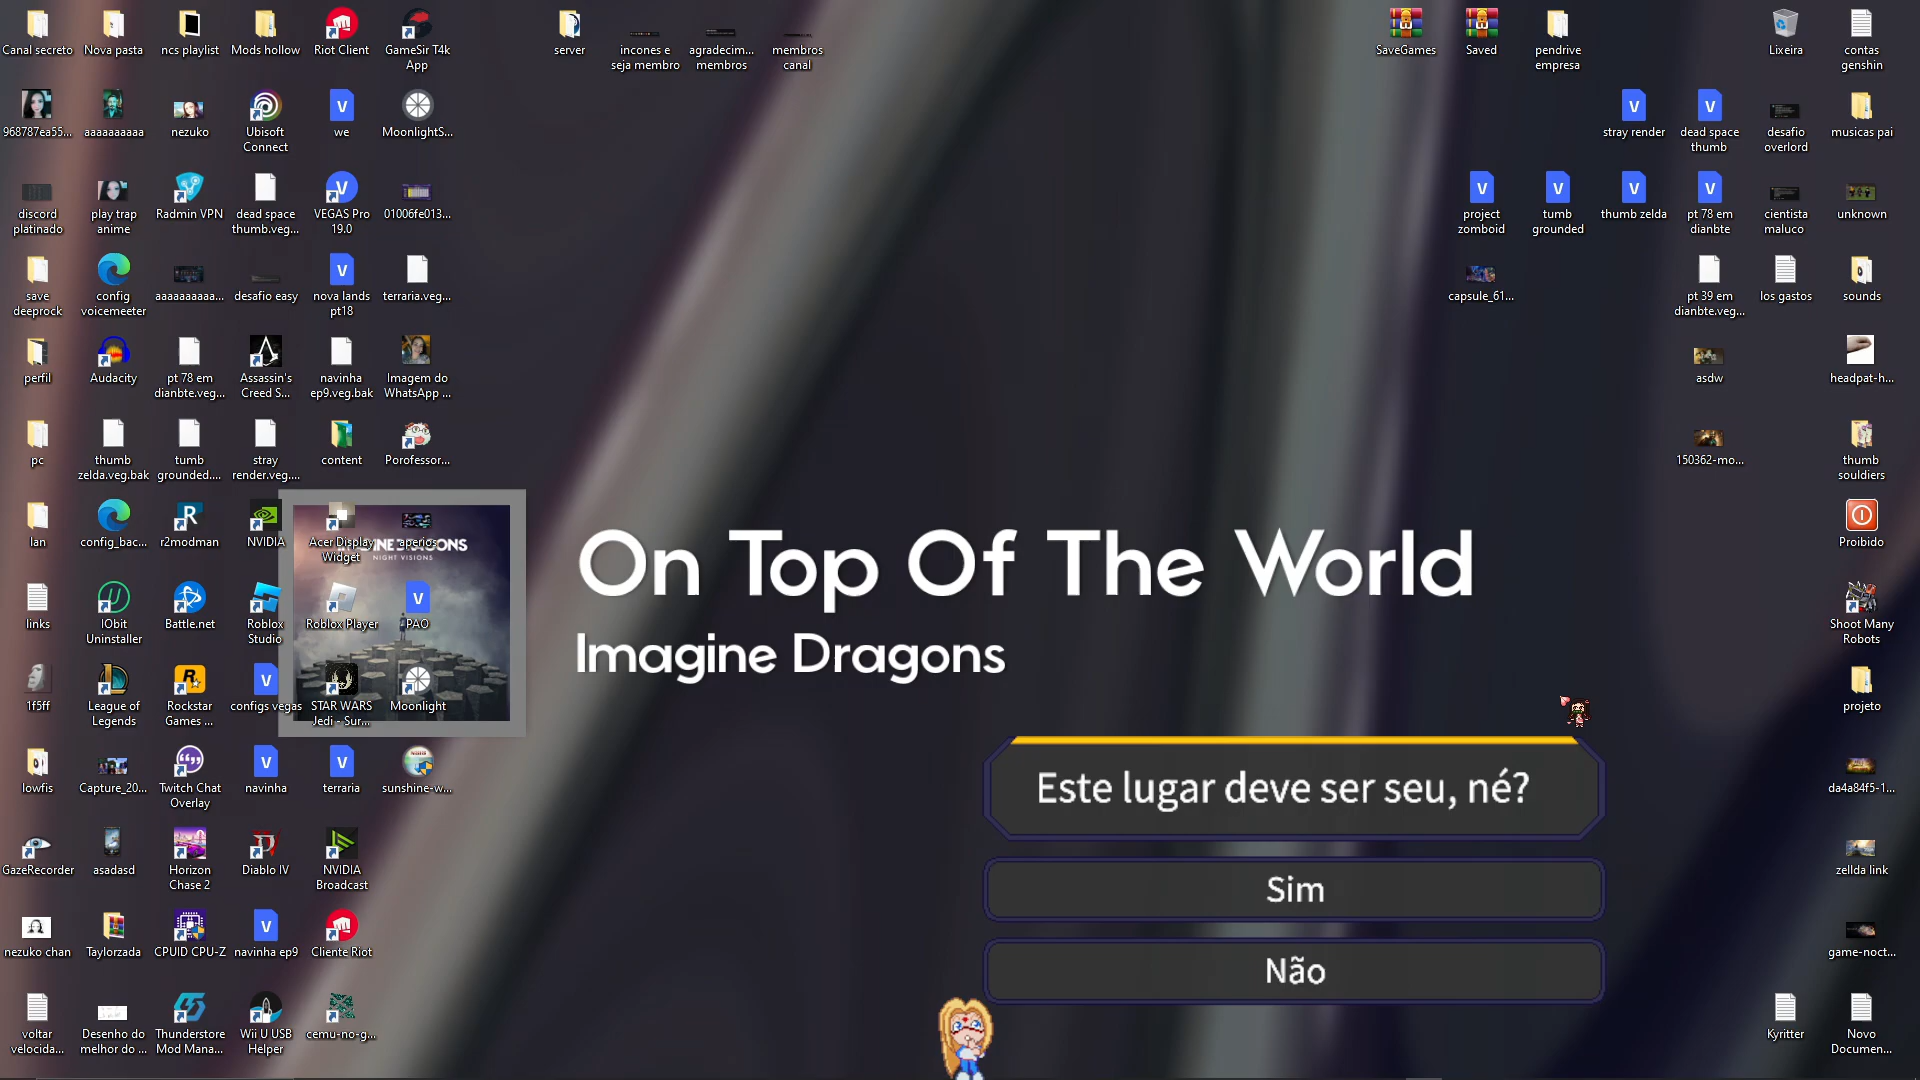 Canal secreto
Nova pasta
ncs playlist
Mods hollow
Riot Client
GameSir T4k
App
server
incones e
seja membro
agradecim...
membros
membros
canal
SaveGames
Saved
pendrive
empresa
Lixeira
contas
genshin
968787ea55...
aaaaaaaaaa
nezuko
Ubisoft
Connect
we
MoonlightS...
stray render
dead space
thumb
desafio
overlord
musicas pai
discord
platinado
play trap
anime
Radmin VPN
dead space
thumb.veg...
VEGAS Pro
19.0
01006fe013...
project
zomboid
tumb
grounded
thumb zelda
pt 78 em
dianbte
cientista
maluco
unknown
save
deeprock
config
voicemeeter
aaaaaaaaaa...
desafio easy
nova lands
pt18
terraria.veg...
capsule_61...
pt 39 em
dianbte.veg...
los gastos
sounds
perfil
Audacity
pt 78 em
dianbte.veg...
Assassin's
Creed S...
navinha
ep9.veg.bak
Imagem do
WhatsApp ...
asdw
headpat-h...
pc
thumb
zelda.veg.bak
tumb
grounded....
stray
render.veg....
content
Porofessor...
150362-mo...
thumb
souldiers
lan
config_bac...
r2modman
NVIDIA
Acer Display
Widget
aperios
IMAGINE DRAGONS
NIGHT VISIONS
On Top Of The World
Imagine Dragons
Proibido
links
IObit
Uninstaller
Battle.net
Roblox
Studio
Roblox Player
PAO
Shoot Many
Robots
1f5ff
League of
Legends
Rockstar
Games ...
configs vegas
STAR WARS
Jedi - Sur...
Moonlight
projeto
lowfis
Capture_20...
Twitch Chat
Overlay
navinha
terraria
sunshine-w...
Este lugar deve ser seu, né?
da4a84f5-1...
GazeRecorder
asadasd
Horizon
Chase 2
Diablo IV
NVIDIA
Broadcast
Sim
zellda link
nezuko chan
Taylorzada
CPUID CPU-Z
navinha ep9
Cliente Riot
Não
game-noct...
voltar
velocida...
Desenho do
melhor do ...
Thunderstore
Mod Mana...
Wii U USB
Helper
cemu-no-g...
Kyritter
Novo
Documen...